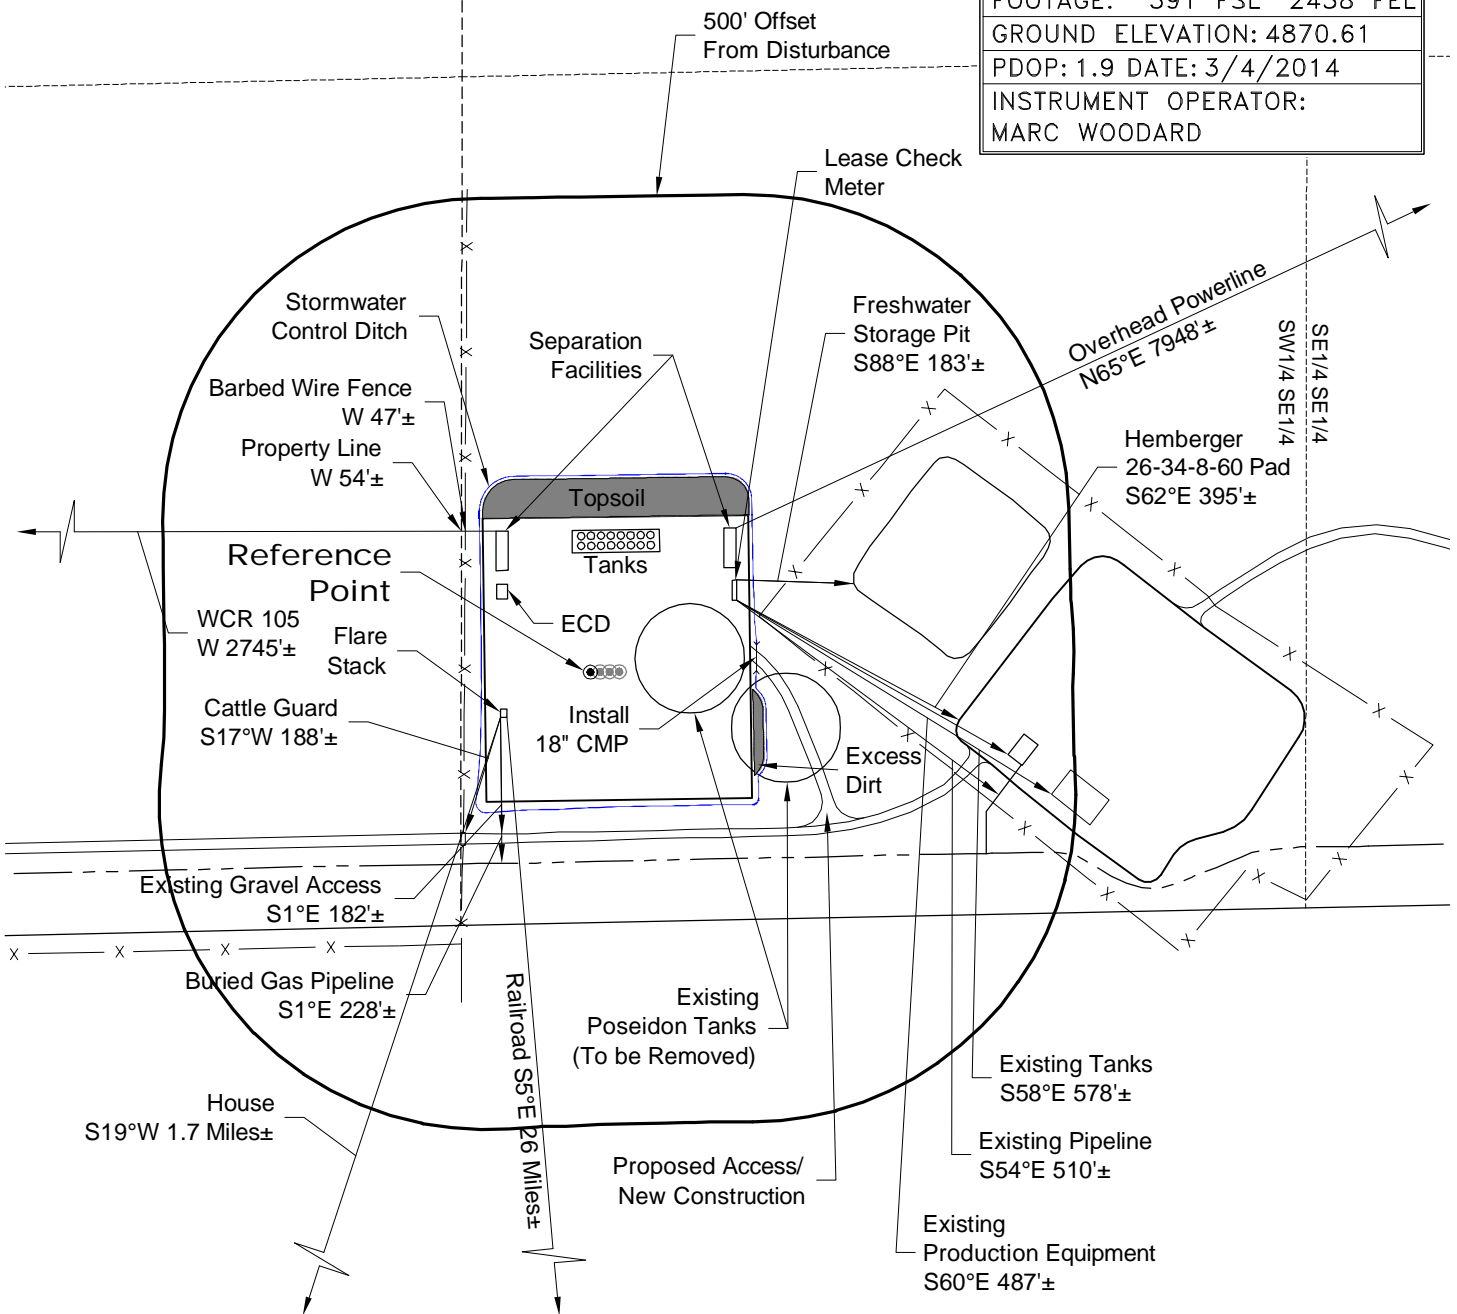 500' Offset
From Disturbance
GROUND ELEVATION: 4870.61
PDOP: 1.9 DATE: 3/4/2014
INSTRUMENT OPERATOR:
MARC WOODARD
Lease Check
Meter
Stormwater
Control Ditch
Separation
Facilities
Freshwater
Storage Pit
S88°E 183'±
Overhead Powerline
N65°E 7948'±
SW1/4 SE1/4
SE1/4 SE1/4
Barbed Wire Fence
W 47'±
Property Line
W 54'±
Hemberger
26-34-8-60 Pad
S62°E 395'±
Topsoil
Tanks
Reference
Point
WCR 105
W 2745'±
ECD
Flare
Stack
Cattle Guard
S17°W 188'±
Install
18" CMP
Excess
Dirt
Existing Gravel Access
S1°E 182'±
Buried Gas Pipeline
S1°E 228'±
Railroad S5°E 26 Miles±
Existing
Poseidon Tanks
(To be Removed)
House
S19°W 1.7 Miles±
Existing Tanks
S58°E 578'±
Existing Pipeline
S54°E 510'±
Proposed Access/
New Construction
Existing
Production Equipment
S60°E 487'±